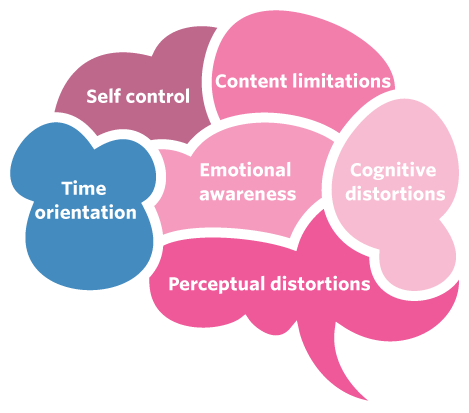 Self control
Content limitations
Time
orientation
Emotional
awareness
Cognitive
distortions
Perceptual distortions